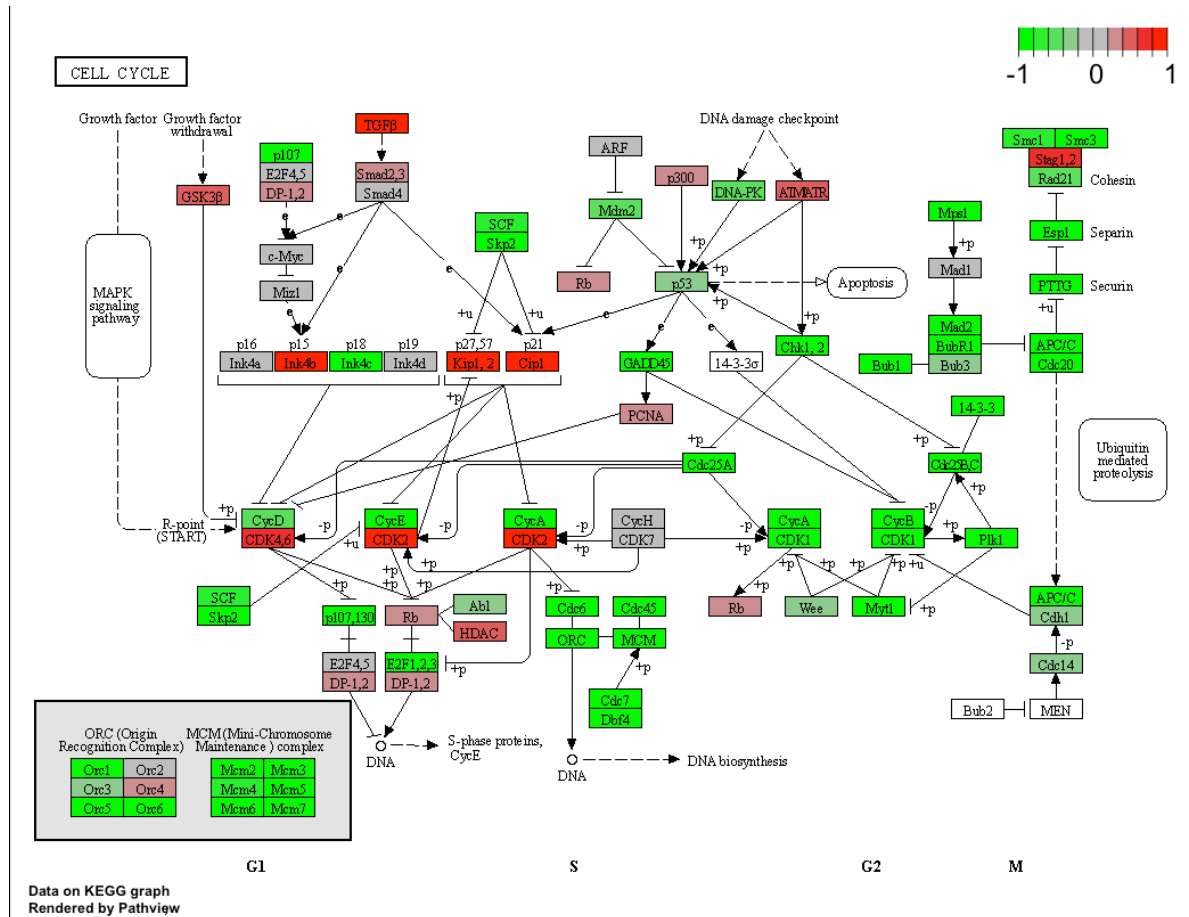 CELL CYCLE
-1 0 1
Growth factor
Growth factor
withdrawal
TGFβ
DNA damage checkpoint
p107
E2F4,5
DP-1,2
Smad2,3
Smad4
GSK3β
ARF
p300
DNA-PK
ATM/ATR
Smc1
Smc3
Stag1,2
Rad21
Cohesin
Mdm2
SCF
Skp2
Mps1
Esp1
Separin
e
e
e
+p
+p
+p
c-Myc
Miz1
Mad1
MAPK
signaling
pathway
Rb
p53
+p
Apoptosis
PTTG
Securin
e
e
+u
+u
e
e
+u
Mad2
BubR1
Bub3
Bub1
APC/C
Cdc20
p16
Ink4a
p15
Ink4b
p18
Ink4c
p19
Ink4d
p27,57
Kip1, 2
p21
Cip1
GADD45
14-3-3σ
Chk1, 2
+p
PCNA
14-3-3
+p
+p
Cdc25A
Cdc25B,C
Ubiquitin
mediated
proteolysis
R-point
(START)
+p
CycD
CDK4,6
-p
CycE
CDK2
-p
CycA
CDK2
-p
+p
CycH
CDK7
-p
+p
CycA
CDK1
CycB
CDK1
-p
+p
+p
Plk1
+u
+u
+p
+p
+p
+p
+p
+p
+p
+p
+p
SCF
Skp2
p107,130
Rb
Abl
HDAC
Cdc6
Cdc45
ORC
MCM
Rb
Wee
Myt1
APC/C
Cdh1
-p
Cdc14
E2F4,5
DP-1,2
E2F1,2,3
DP-1,2
+p
+p
Cdc7
Dbf4
Bub2
MEN
DNA
S-phase proteins,
CycE
DNA
DNA biosynthesis
ORC (Origin
Recognition Complex)
MCM (Mini-Chromosome
Maintenance ) complex
Orc1 Orc2
Orc3 Orc4
Orc5 Orc6
Mcm2 Mcm3
Mcm4 Mcm5
Mcm6 Mcm7
G1 S G2 M
Data on KEGG graph
Rendered by Pathview